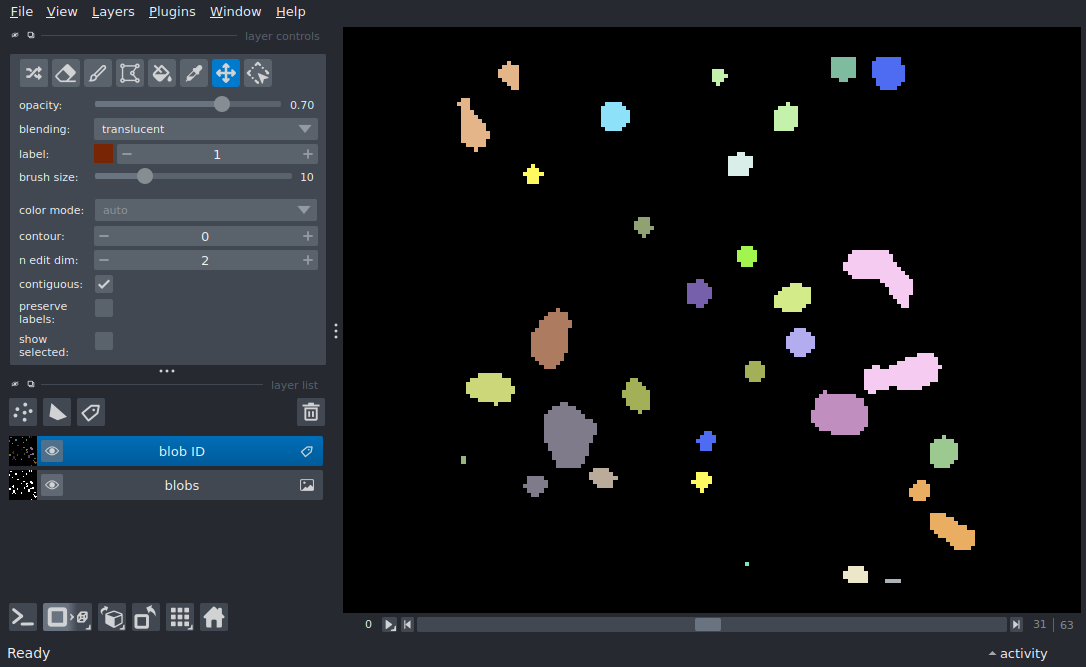 File View Layers Plugins Window Help
layer controls
opacity: 0.70
blending: translucent
label: 1
brush size: 10
color mode: auto
contour: 0
n edit dim: 2
contiguous:
preserve
labels:
show
selected:
layer list
blob ID
blobs
0 31 63
Ready activity